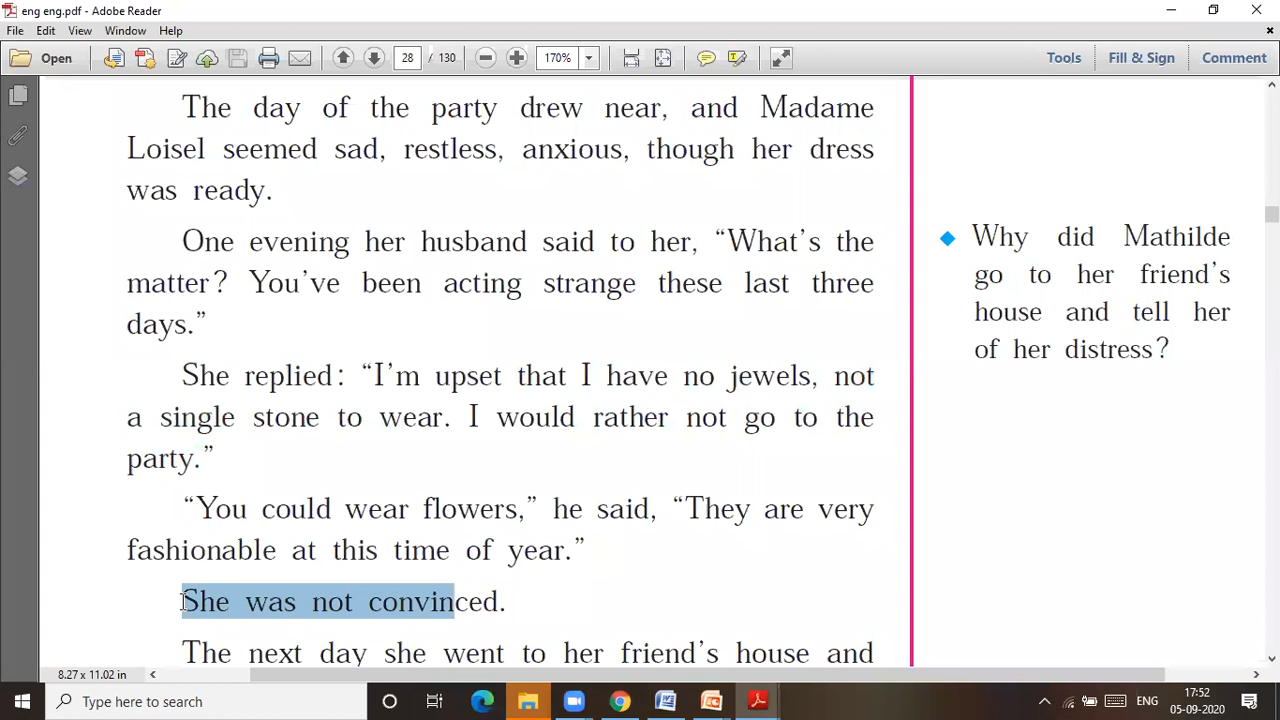 eng eng.pdf - Adobe Reader
File Edit View Window Help
Open 28 / 130 170% Tools Fill & Sign Comment
The day of the party drew near, and Madame
Loisel seemed sad, restless, anxious, though her dress
was ready.
One evening her husband said to her, “What’s the
matter? You’ve been acting strange these last three
days.”
She replied: “I’m upset that I have no jewels, not
a single stone to wear. I would rather not go to the
party.”
“You could wear flowers,” he said, “They are very
fashionable at this time of year.”
She was not convinced.
The next day she went to her friend’s house and
Why did Mathilde
go to her friend’s
house and tell her
of her distress?
8.27 x 11.02 in
Type here to search
ENG
17:52
05-09-2020